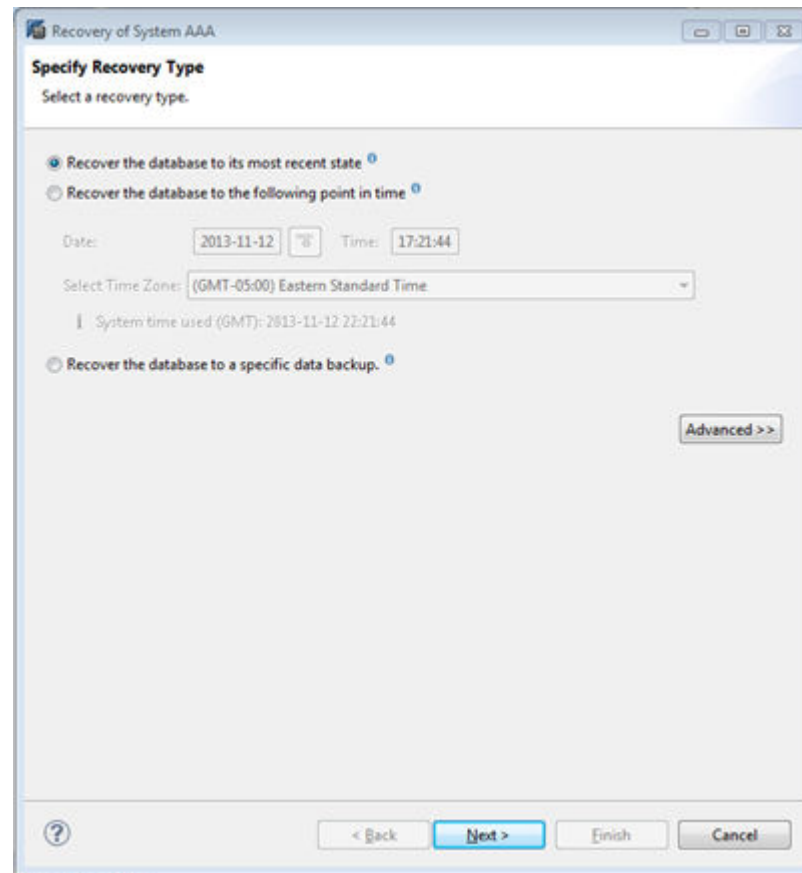 Recovery of System AAA
Specify Recovery Type
Select a recovery type.
Recover the database to its most recent state
Recover the database to the following point in time
Date: 2013-11-12 Time: 17:21:44
Select Time Zone: (GMT-05:00) Eastern Standard Time
System time used (GMT): 2013-11-12 22:21:44
Recover the database to a specific data backup.
Advanced >>
? < Back Next > Finish Cancel